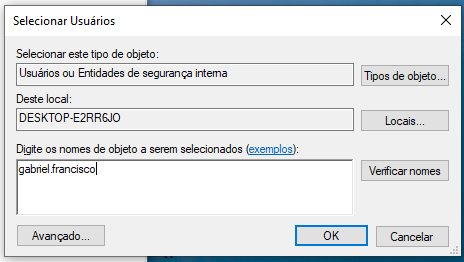 Selecionar Usuários
Selecionar este tipo de objeto:
Usuários ou Entidades de segurança interna
Tipos de objeto...
Deste local:
DESKTOP-E2RR6JO
Locais...
Digite os nomes de objeto a serem selecionados (exemplos):
gabriel.francisco
Verificar nomes
Avançado...
OK
Cancelar